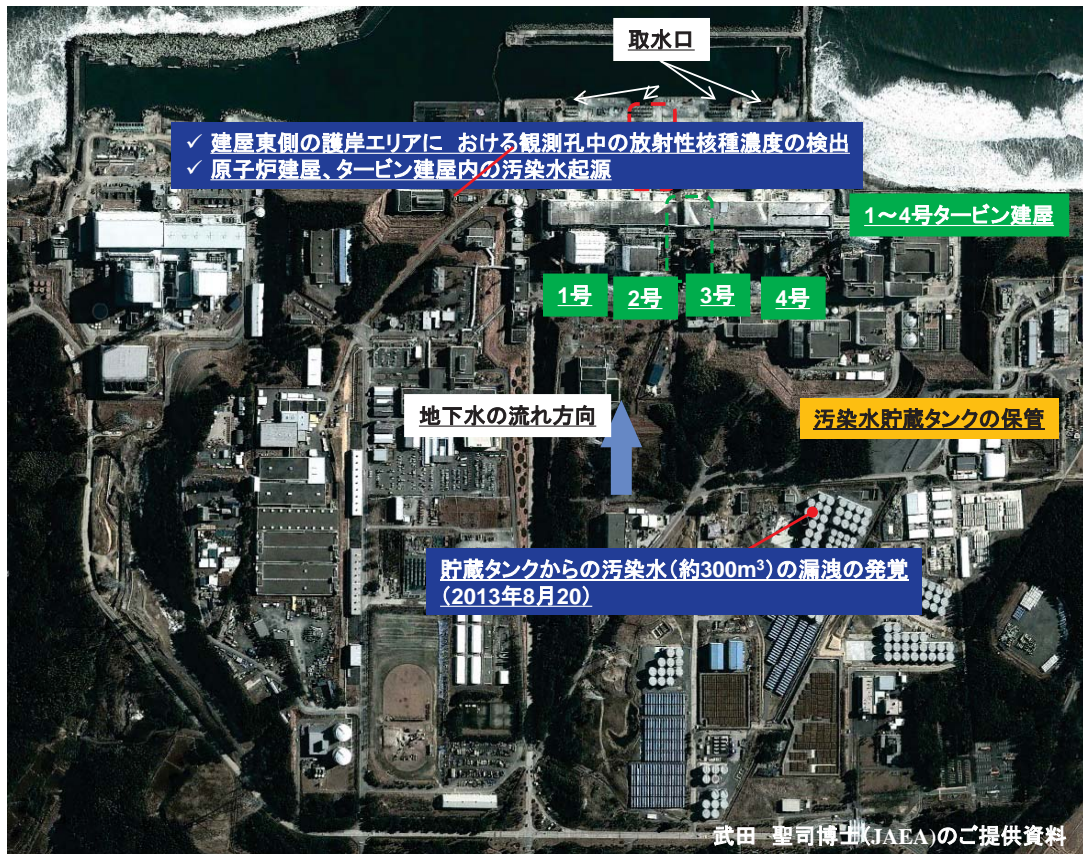 取水口
✓ 建屋東側の護岸エリアに おける観測孔中の放射性核種濃度の検出
✓ 原子炉建屋、タービン建屋内の汚染水起源
1～4号タービン建屋
1号
2号
3号
4号
地下水の流れ方向
汚染水貯蔵タンクの保管
貯蔵タンクからの汚染水（約300m³）の漏洩の発覚
（2013年8月20）
武田 聖司博士（JAEA)のご提供資料